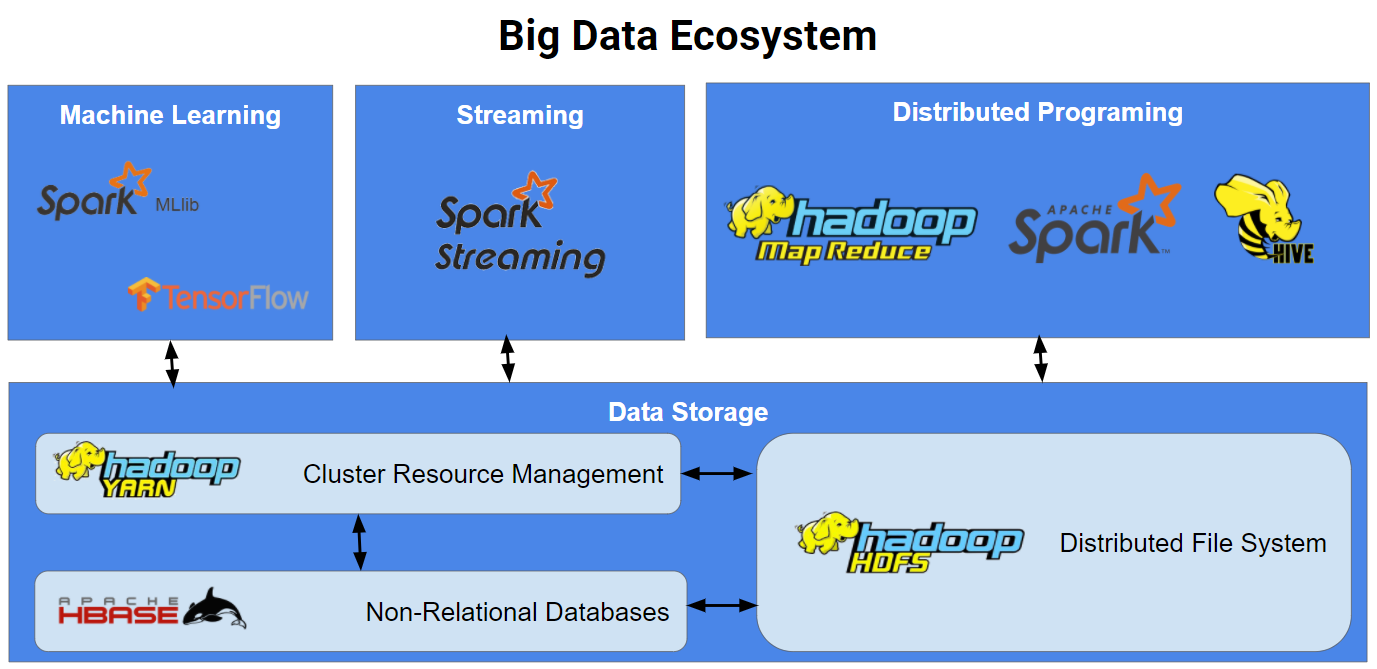 Big Data Ecosystem
Machine Learning
Spark MLlib
TensorFlow
Streaming
Spark
Streaming
Distributed Programing
hadoop
Map Reduce
APACHE
Spark™
HIVE
Data Storage
hadoop
YARN
Cluster Resource Management
APACHE
HBASE
Non-Relational Databases
hadoop
HDFS
Distributed File System